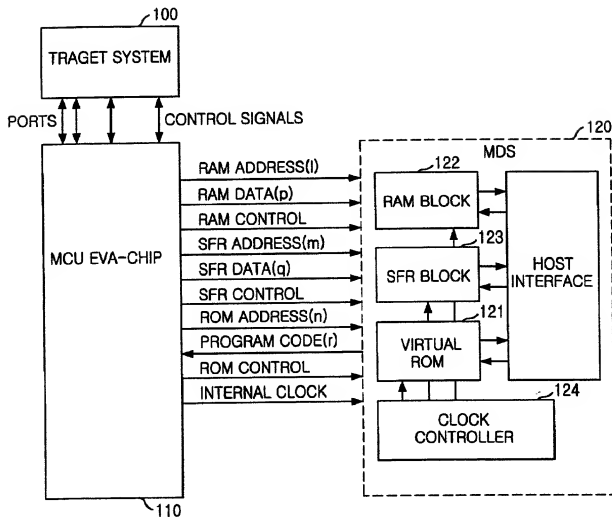 100
TRAGET SYSTEM
PORTS
CONTROL SIGNALS
120
MDS
RAM ADDRESS(l)
122
RAM DATA(p)
RAM BLOCK
RAM CONTROL
123
SFR ADDRESS(m)
MCU EVA-CHIP
SFR DATA(q)
SFR BLOCK
HOST
INTERFACE
SFR CONTROL
121
ROM ADDRESS(n)
PROGRAM CODE(r)
VIRTUAL
ROM
ROM CONTROL
INTERNAL CLOCK
124
CLOCK
CONTROLLER
110